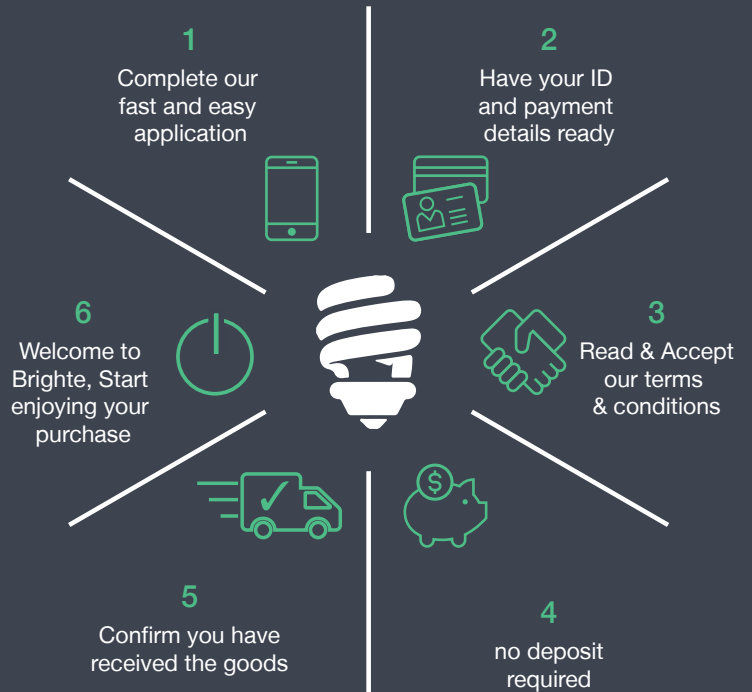 1
Complete our
fast and easy
application
2
Have your ID
and payment
details ready
3
Read & Accept
our terms
& conditions
$
4
no deposit
required
5
Confirm you have
received the goods
6
Welcome to
Brighte, Start
enjoying your
purchase